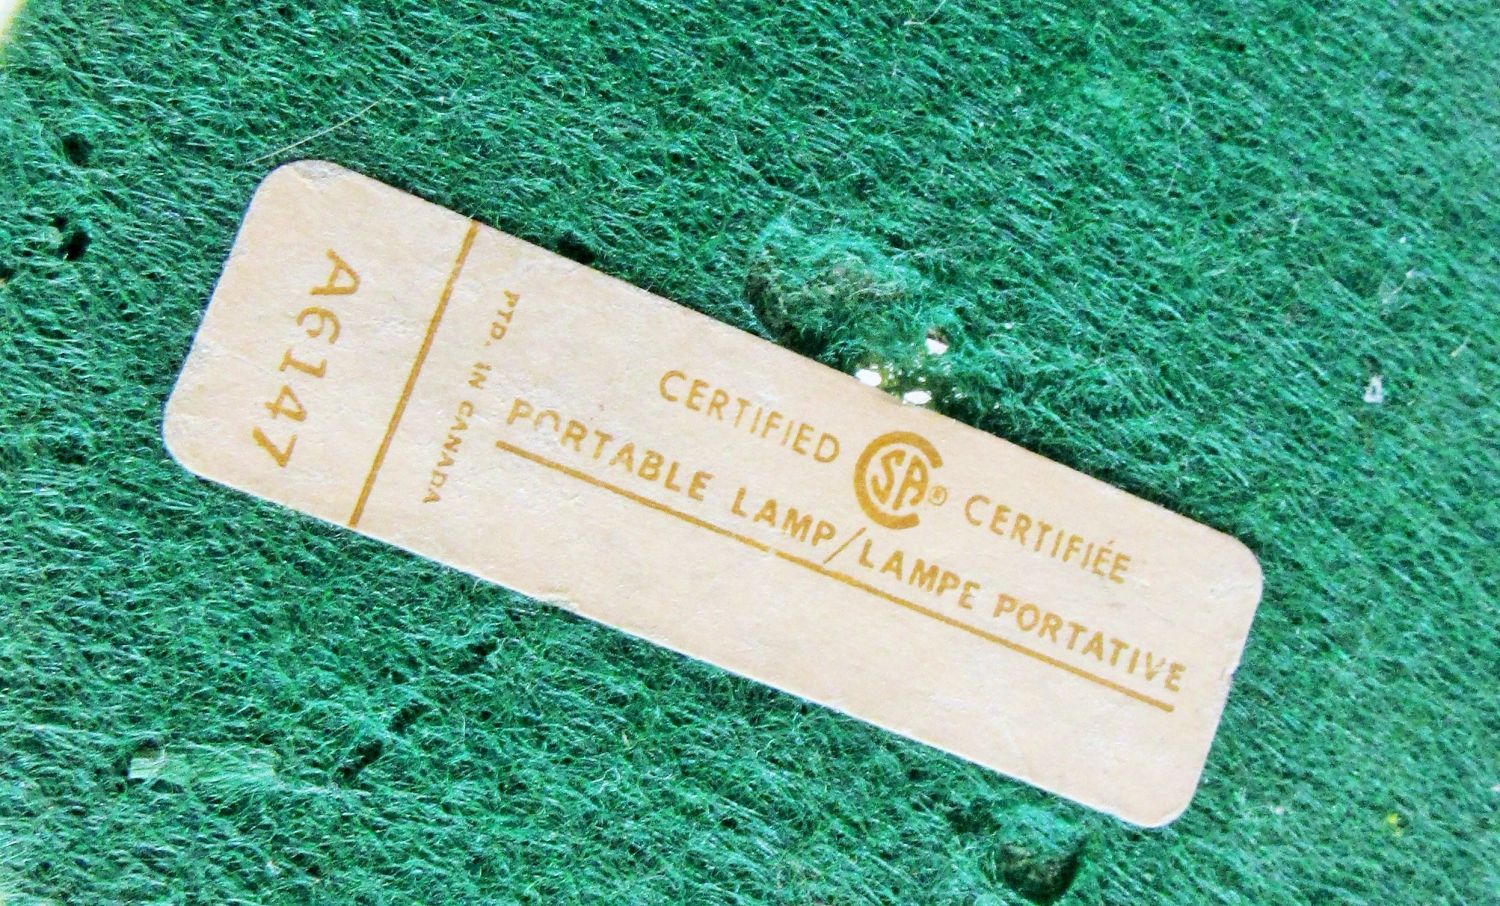 A6147
PTD. IN CANADA
CERTIFIED CSA® CERTIFIÉE
PORTABLE LAMP/LAMPE PORTATIVE